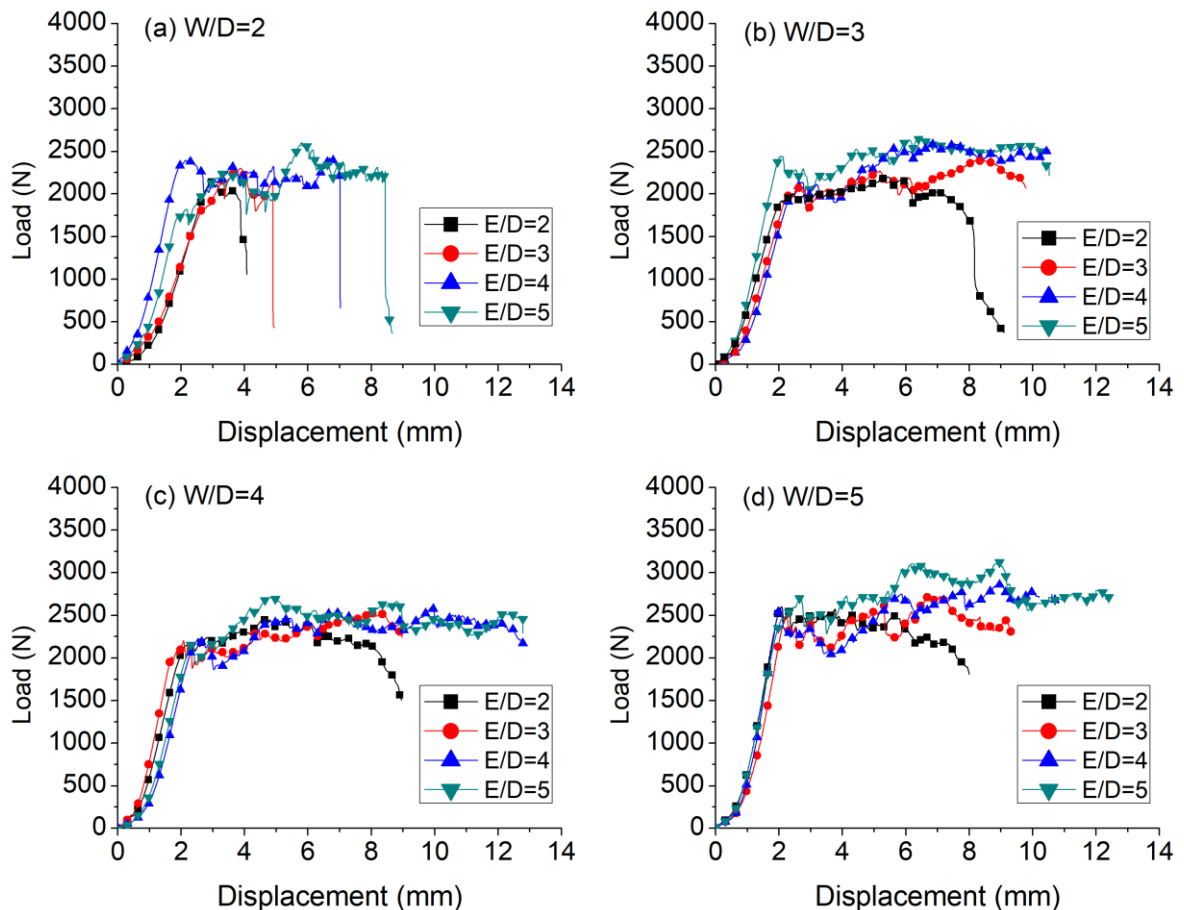 (a) W/D=2
4000
3500
3000
2500
2000
1500
1000
500
0
Load (N)
E/D=2
E/D=3
E/D=4
E/D=5
0 2 4 6 8 10 12 14
Displacement (mm)
(b) W/D=3
4000
3500
3000
2500
2000
1500
1000
500
0
Load (N)
E/D=2
E/D=3
E/D=4
E/D=5
0 2 4 6 8 10 12 14
Displacement (mm)
(c) W/D=4
4000
3500
3000
2500
2000
1500
1000
500
0
Load (N)
E/D=2
E/D=3
E/D=4
E/D=5
0 2 4 6 8 10 12 14
Displacement (mm)
(d) W/D=5
4000
3500
3000
2500
2000
1500
1000
500
0
Load (N)
E/D=2
E/D=3
E/D=4
E/D=5
0 2 4 6 8 10 12 14
Displacement (mm)